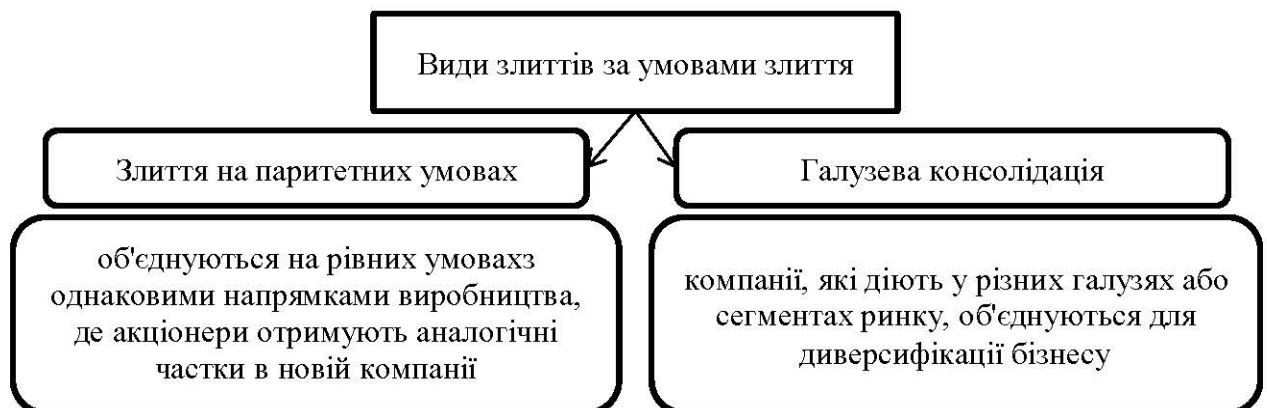 Види злиттів за умовами злиття
Злиття на паритетних умовах
Галузева консолідація
об'єднуються на рівних умовахз
однаковими напрямками виробництва,
де акціонери отримують аналогічні
частки в новій компанії
компанії, які діють у різних галузях або
сегментах ринку, об'єднуються для
диверсифікації бізнесу